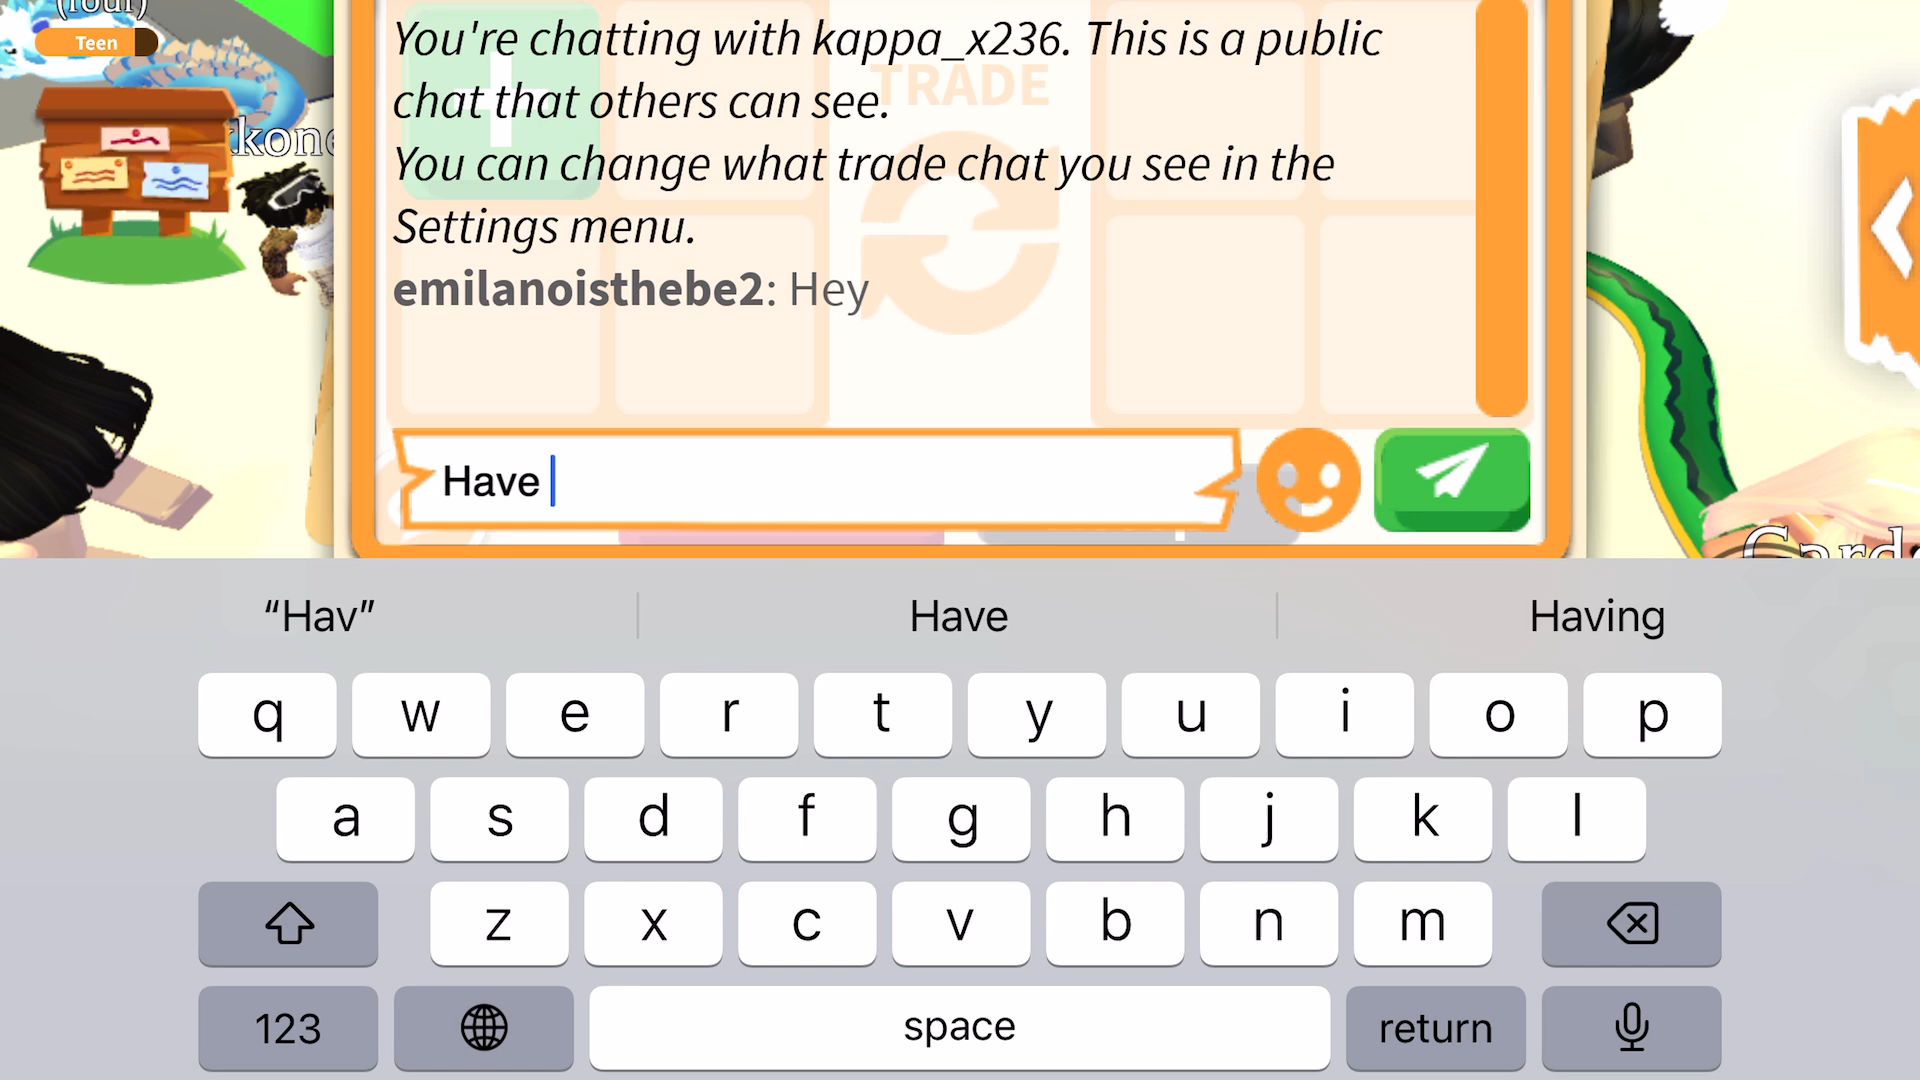 Teen
You're chatting with kappa_x236. This is a public
chat that others can see.
TRADE
You can change what trade chat you see in the
Settings menu.
emilanoisthebe2: Hey
Have
“Hav” Have Having
q w e r t y u i o p
a s d f g h j k l
z x c v b n m
123 space return